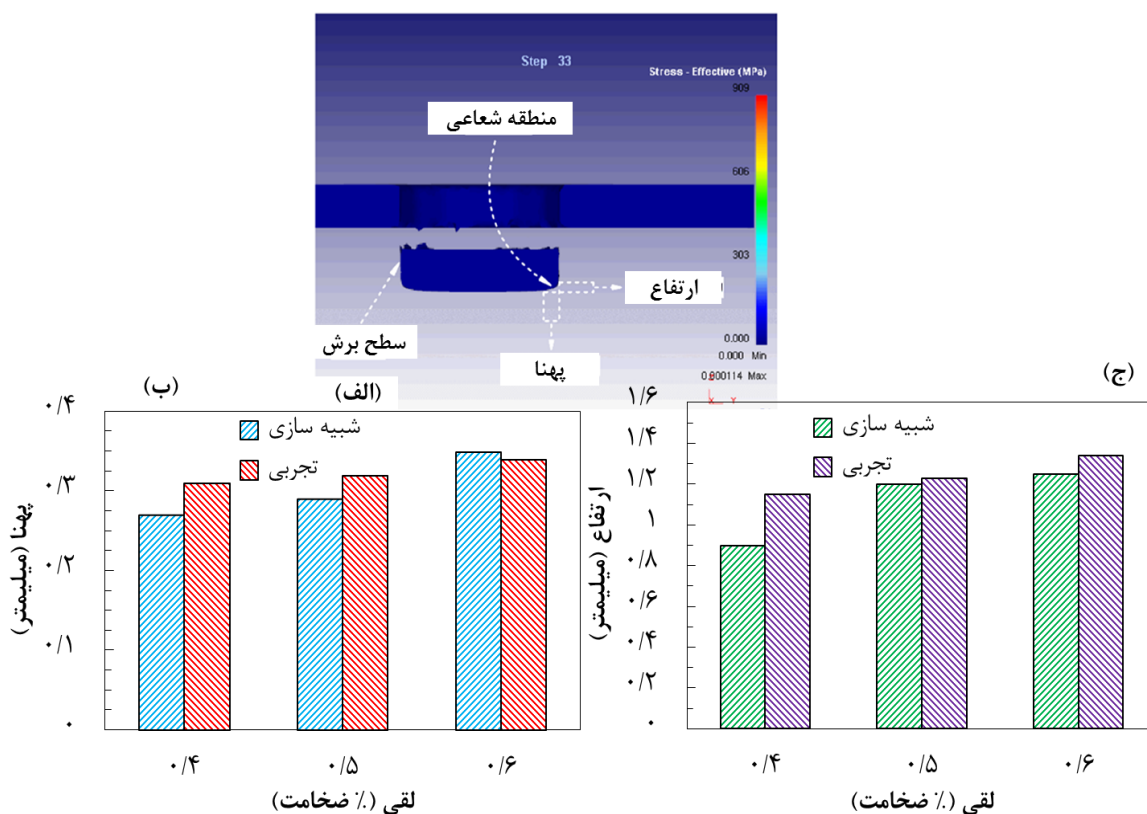 Step 33
Stress - Effective (MPa)
909
منطقه شعاعی
606
303
ارتفاع
سطح برش
پهنا
0.000
0.000 Min
0.000114 Max
X Y
(الف)
(ب)
۰/۴
۰/۳
۰/۲
۰/۱
۰
پهنا (میلیمتر)
شبیه سازی
تجربی
۰/۴ ۰/۵ ۰/۶
لقی (٪ ضخامت)
(ج)
۱/۶
۱/۴
۱/۲
۱
۰/۸
۰/۶
۰/۴
۰/۲
۰
ارتفاع (میلیمتر)
شبیه سازی
تجربی
۰/۴ ۰/۵ ۰/۶
لقی (٪ ضخامت)